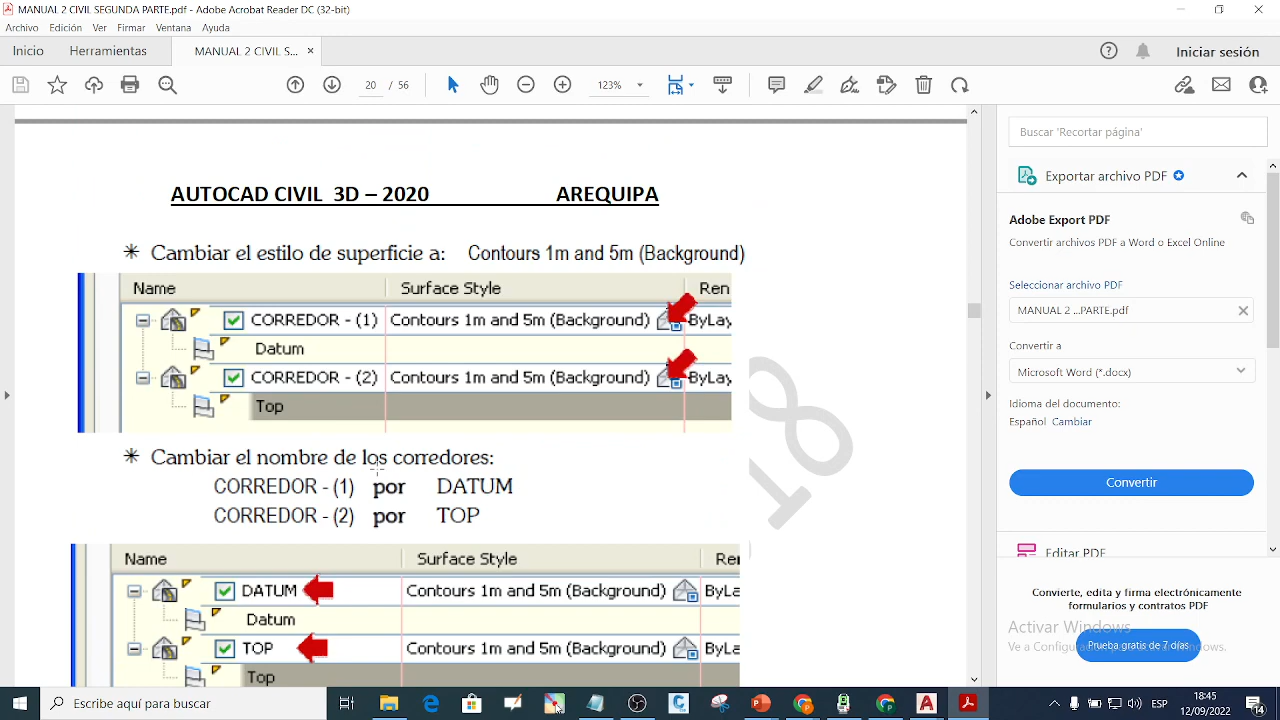 MANUAL 2 CIVIL SEGUNDA PARTE.pdf - Adobe Acrobat Reader DC (32-bit)
Archivo Edición Ver Firmar Ventana Ayuda
Inicio Herramientas MANUAL 2 CIVIL S... × Iniciar sesión
20 / 56 123%
AUTOCAD CIVIL 3D – 2020 AREQUIPA
Cambiar el estilo de superficie a: Contours 1m and 5m (Background)
Name Surface Style Ren
CORREDOR - (1) Contours 1m and 5m (Background) ByLay
Datum
CORREDOR - (2) Contours 1m and 5m (Background) ByLay
Top
Cambiar el nombre de los corredores:
CORREDOR - (1) por DATUM
CORREDOR - (2) por TOP
Name Surface Style Re
DATUM Contours 1m and 5m (Background) ByLa
Datum
TOP Contours 1m and 5m (Background) ByLa
Top
Buscar 'Recortar página'
Exportar archivo PDF
Adobe Export PDF
Convertir archivos PDF a Word o Excel Online
Seleccionar archivo PDF
MANUAL 2 ...PARTE.pdf
Convertir a
Microsoft Word (*.docx)
Idioma del documento:
Español Cambiar
Convertir
Editar PDF
Convierte, edita y firma electrónicamente
formularios y contratos PDF
Activar Windows
Prueba gratis de 7 días
Escribe aquí para buscar
ESP
18:45
12/09/2022